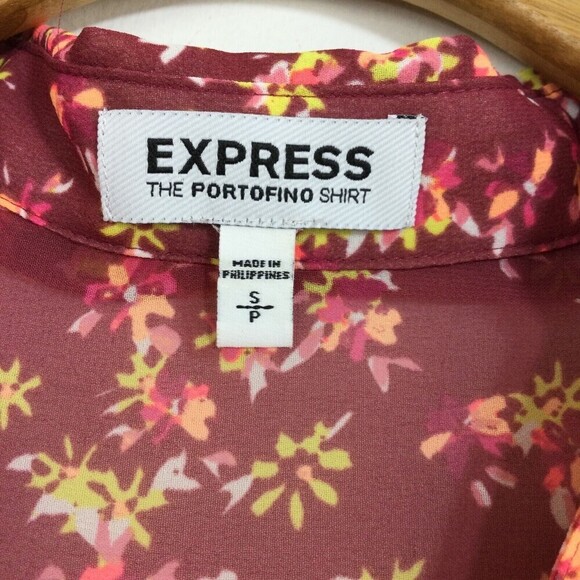 EXPRESS
THE PORTOFINO SHIRT
MADE IN
PHILIPPINES
S
P